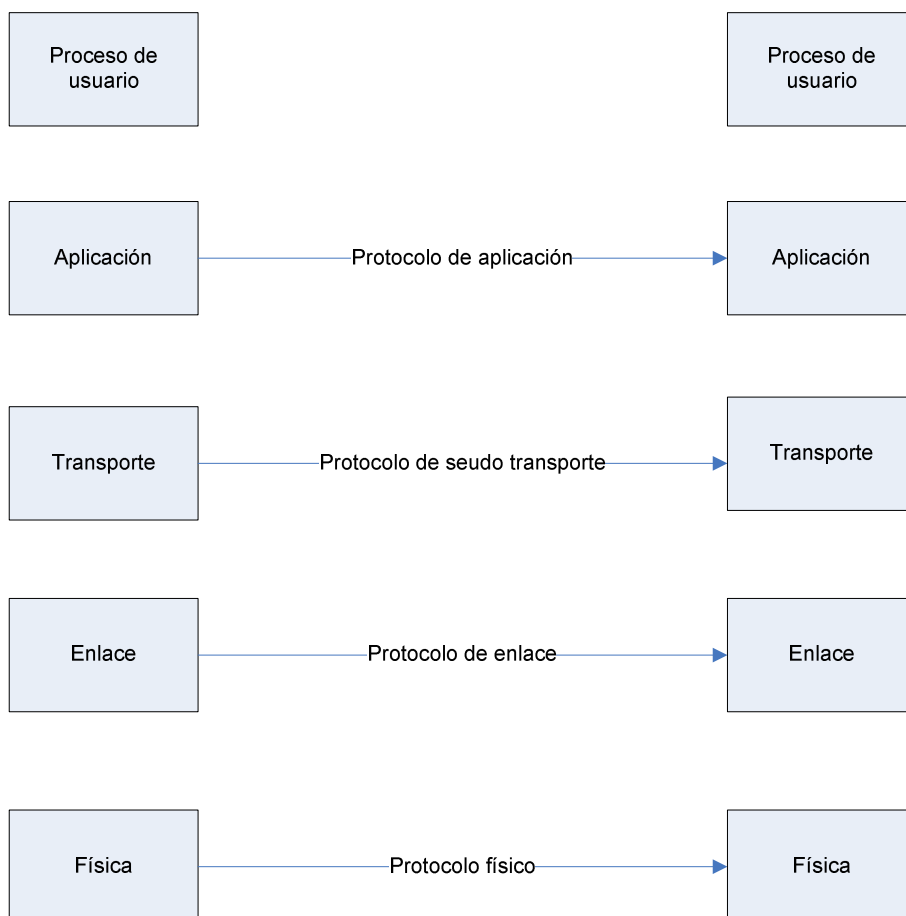 Proceso de
usuario
Proceso de
usuario
Aplicación
Protocolo de aplicación
Aplicación
Transporte
Protocolo de seudo transporte
Transporte
Enlace
Protocolo de enlace
Enlace
Física
Protocolo físico
Física